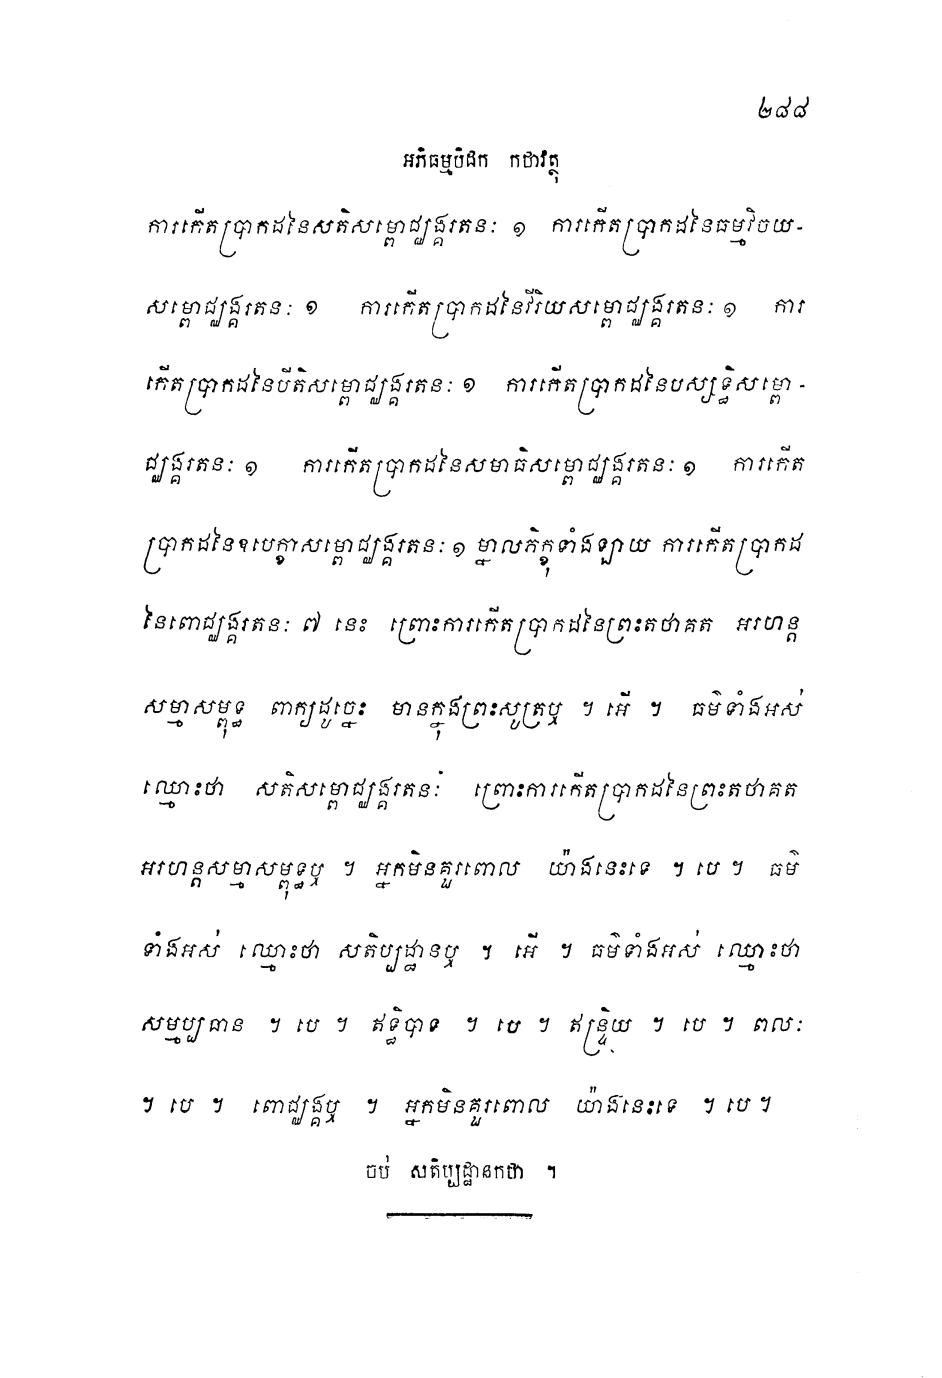 ២៨៨
អភិធម្មបិដក កថាវត្ថុ
ការកើតប្រាកដនៃសតិសម្ពោជ្ឈង្គរតនៈ ១ ការកើតប្រាកដនៃធម្មវិចយ-
សម្ពោជ្ឈង្គរតនៈ ១ ការកើតប្រាកដនៃវីរិយសម្ពោជ្ឈង្គរតនៈ ១ ការ
កើតប្រាកដនៃបីតិសម្ពោជ្ឈង្គរតនៈ ១ ការកើតប្រាកដនៃបស្សទ្ធិសម្ពោ-
ជ្ឈង្គរតនៈ ១ ការកើតប្រាកដនៃសមាធិសម្ពោជ្ឈង្គរតនៈ ១ ការកើត
ប្រាកដនៃឧបេក្ខាសម្ពោជ្ឈង្គរតនៈ ១ ម្នាលភិក្ខុទាំងឡាយ ការកើតប្រាកដ
នៃពោជ្ឈង្គរតនៈ ៧ នេះ ព្រោះការកើតប្រាកដនៃព្រះតថាគត អរហន្ត
សម្មាសម្ពុទ្ធ ពាក្យដូច្នេះ មានក្នុងព្រះសូត្រឬ ។ អើ ។ ធម៌ទាំងអស់
ឈ្មោះថា សតិសម្ពោជ្ឈង្គរតនៈ ព្រោះការកើតប្រាកដនៃព្រះតថាគត
អរហន្តសម្មាសម្ពុទ្ធឬ ។ អ្នកមិនគួរពោល យ៉ាងនេះទេ ។ បេ ។ ធម៌
ទាំងអស់ ឈ្មោះថា សតិប្បដ្ឋានឬ ។ អើ ។ ធម៌ទាំងអស់ ឈ្មោះថា
សម្មប្បធាន ។ បេ ។ ឥទ្ធិបាទ ។ បេ ។ ឥន្ទ្រិយ ។ បេ ។ ពលៈ
។ បេ ។ ពោជ្ឈង្គឬ ។ អ្នកមិនគួរពោល យ៉ាងនេះទេ ។ បេ ។
ចប់ សតិប្បដ្ឋានកថា ។